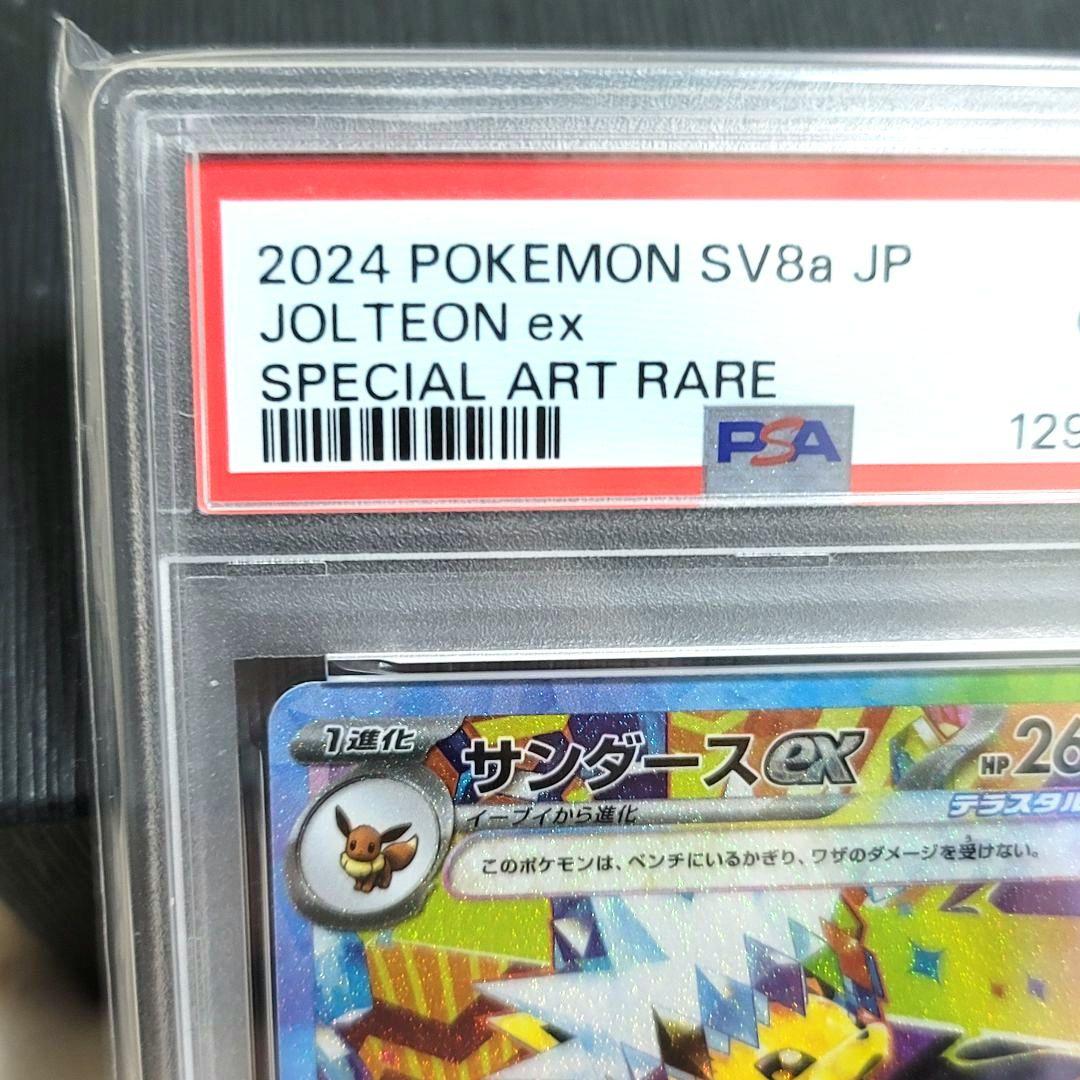 2024 POKEMON SV8a JP
JOLTEON ex
SPECIAL ART RARE
PSA
129
1進化
サンダースex
HP 26
イーブイから進化
テラスタル
このポケモンは、ベンチにいるかぎり、ワザのダメージを受けない。